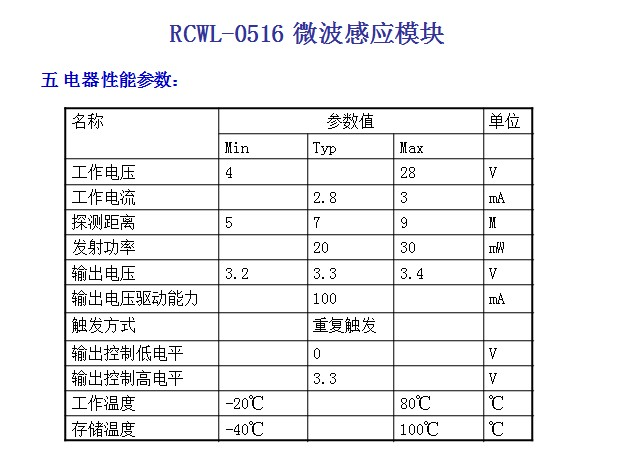 RCWL-0516 微波感应模块
五 电器性能参数:
名称 参数值 单位
Min Typ Max
工作电压 4 28 V
工作电流 2.8 3 mA
探测距离 5 7 9 M
发射功率 20 30 mW
输出电压 3.2 3.3 3.4 V
输出电压驱动能力 100 mA
触发方式 重复触发
输出控制低电平 0 V
输出控制高电平 3.3 V
工作温度 -20℃ 80℃ ℃
存储温度 -40℃ 100℃ ℃